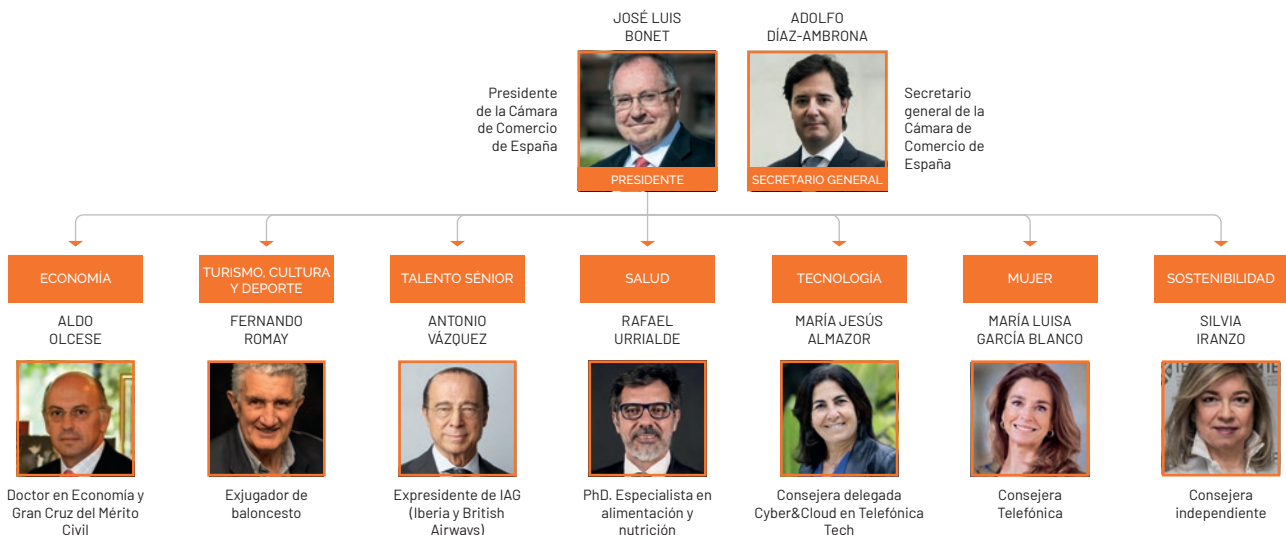 JOSÉ LUIS
BONET
ADOLFO
DÍAZ-AMBRONA
Presidente
de la Cámara
de Comercio
de España
Secretario
general de la
Cámara de
Comercio de
España
PRESIDENTE
SECRETARIO GENERAL
ECONOMÍA
TURISMO, CULTURA
Y DEPORTE
TALENTO SÉNIOR
SALUD
TECNOLOGÍA
MUJER
SOSTENIBILIDAD
ALDO
OLCESE
FERNANDO
ROMAY
ANTONIO
VÁZQUEZ
RAFAEL
URRIALDE
MARÍA JESÚS
ALMAZOR
MARÍA LUISA
GARCÍA BLANCO
SILVIA
IRANZO
Doctor en Economía y
Gran Cruz del Mérito
Civil
Exjugador de
baloncesto
Expresidente de IAG
(Iberia y British
Airways)
PhD. Especialista en
alimentación y
nutrición
Consejera delegada
Cyber&Cloud en Telefónica
Tech
Consejera
Telefónica
Consejera
independiente